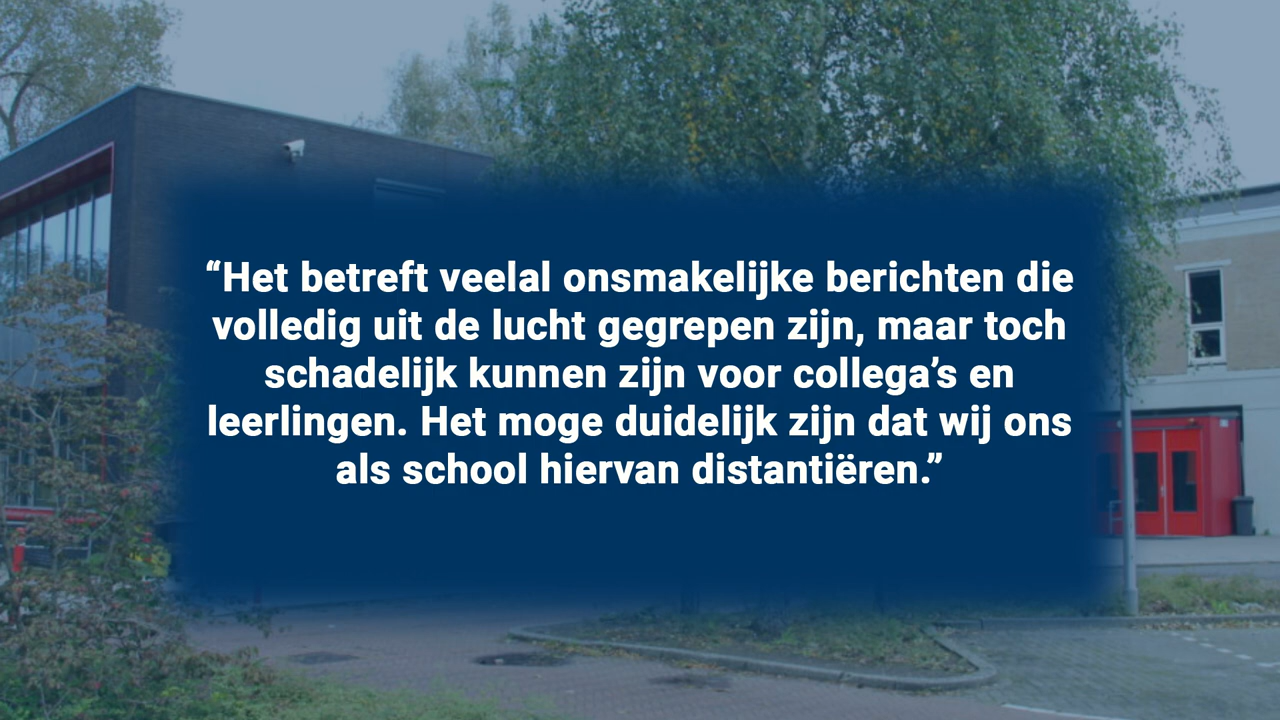 “Het betreft veelal onsmakelijke berichten die
volledig uit de lucht gegrepen zijn, maar toch
schadelijk kunnen zijn voor collega’s en
leerlingen. Het moge duidelijk zijn dat wij ons
als school hiervan distantiëren.”